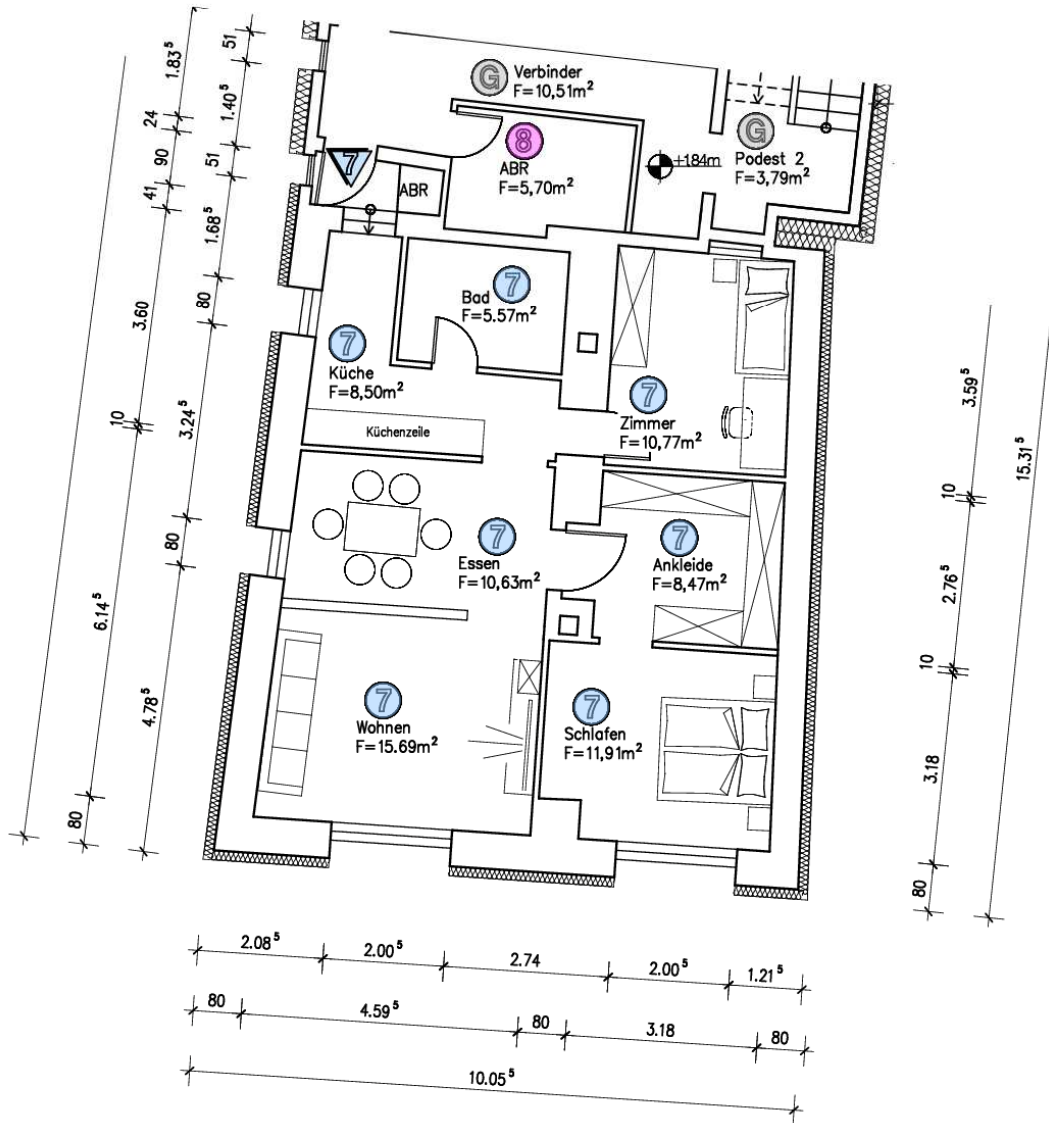 G
Verbinder
F=10,51m²
8
ABR
F=5,70m²
G
Podest 2
F=3,79m²
+184m
7
ABR
7
Bad
F=5.57m²
7
Küche
F=8,50m²
Küchenzeile
7
Zimmer
F=10,77m²
7
Essen
F=10,63m²
7
Ankleide
F=8,47m²
7
Wohnen
F=15.69m²
7
Schlafen
F=11,91m²
1.83⁵
24
90
41
3.60
10
6.14⁵
80
51
1.40⁵
51
1.68⁵
80
3.24⁵
80
4.78⁵
3.59⁵
10
2.76⁵
10
3.18
80
15.31⁵
2.08⁵
2.00⁵
2.74
2.00⁵
1.21⁵
80
4.59⁵
80
3.18
80
10.05⁵